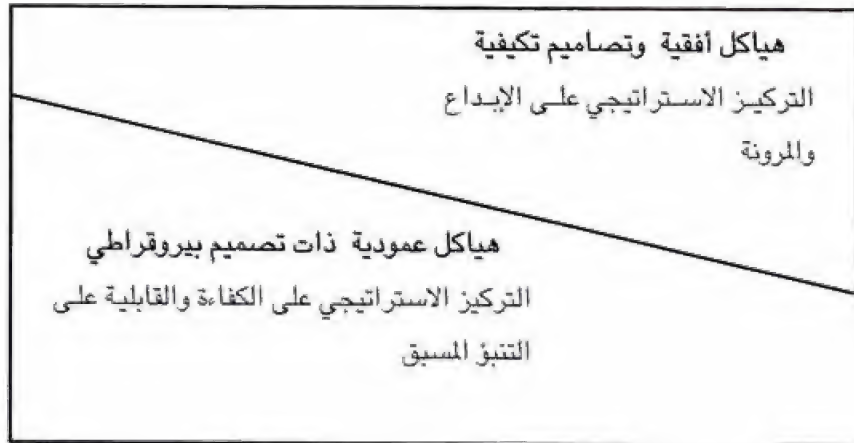 هياكل أفقية وتصاميم تكيفية
التركيز الاستراتيجي على الإبداع
والمرونة
هياكل عمودية ذات تصميم بيروقراطي
التركيز الاستراتيجي على الكفاءة والقابلية على
التنبؤ المسبق